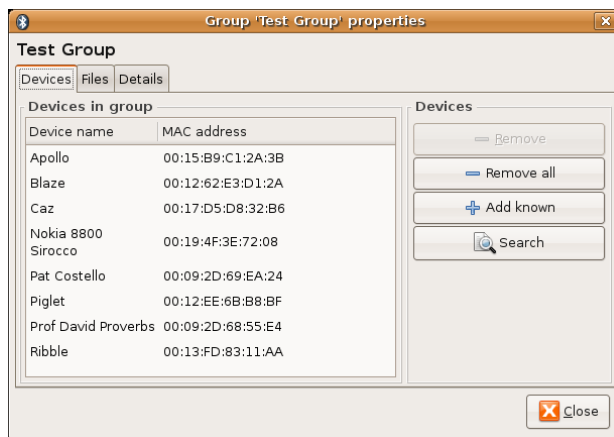 Group 'Test Group' properties
Test Group
Devices Files Details
Devices in group
Device name MAC address
Apollo 00:15:B9:C1:2A:3B
Blaze 00:12:62:E3:D1:2A
Caz 00:17:D5:D8:32:B6
Nokia 8800
Sirocco 00:19:4F:3E:72:08
Pat Costello 00:09:2D:69:EA:24
Piglet 00:12:EE:6B:B8:BF
Prof David Proverbs 00:09:2D:68:55:E4
Ribble 00:13:FD:83:11:AA
Devices
Remove
Remove all
Add known
Search
Close